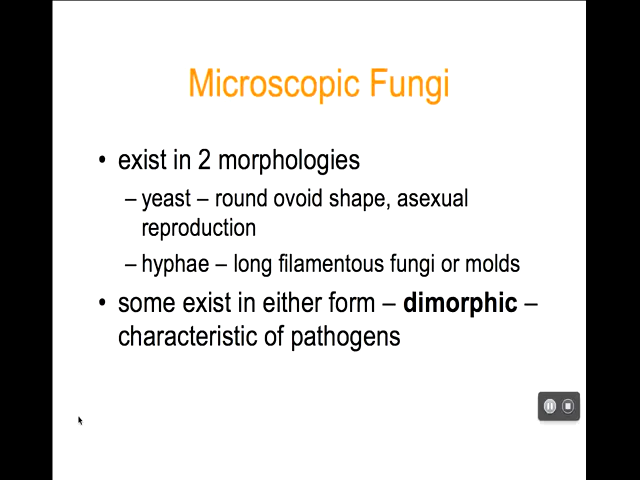 Microscopic Fungi
• exist in 2 morphologies
– yeast – round ovoid shape, asexual
reproduction
– hyphae – long filamentous fungi or molds
• some exist in either form – dimorphic –
characteristic of pathogens